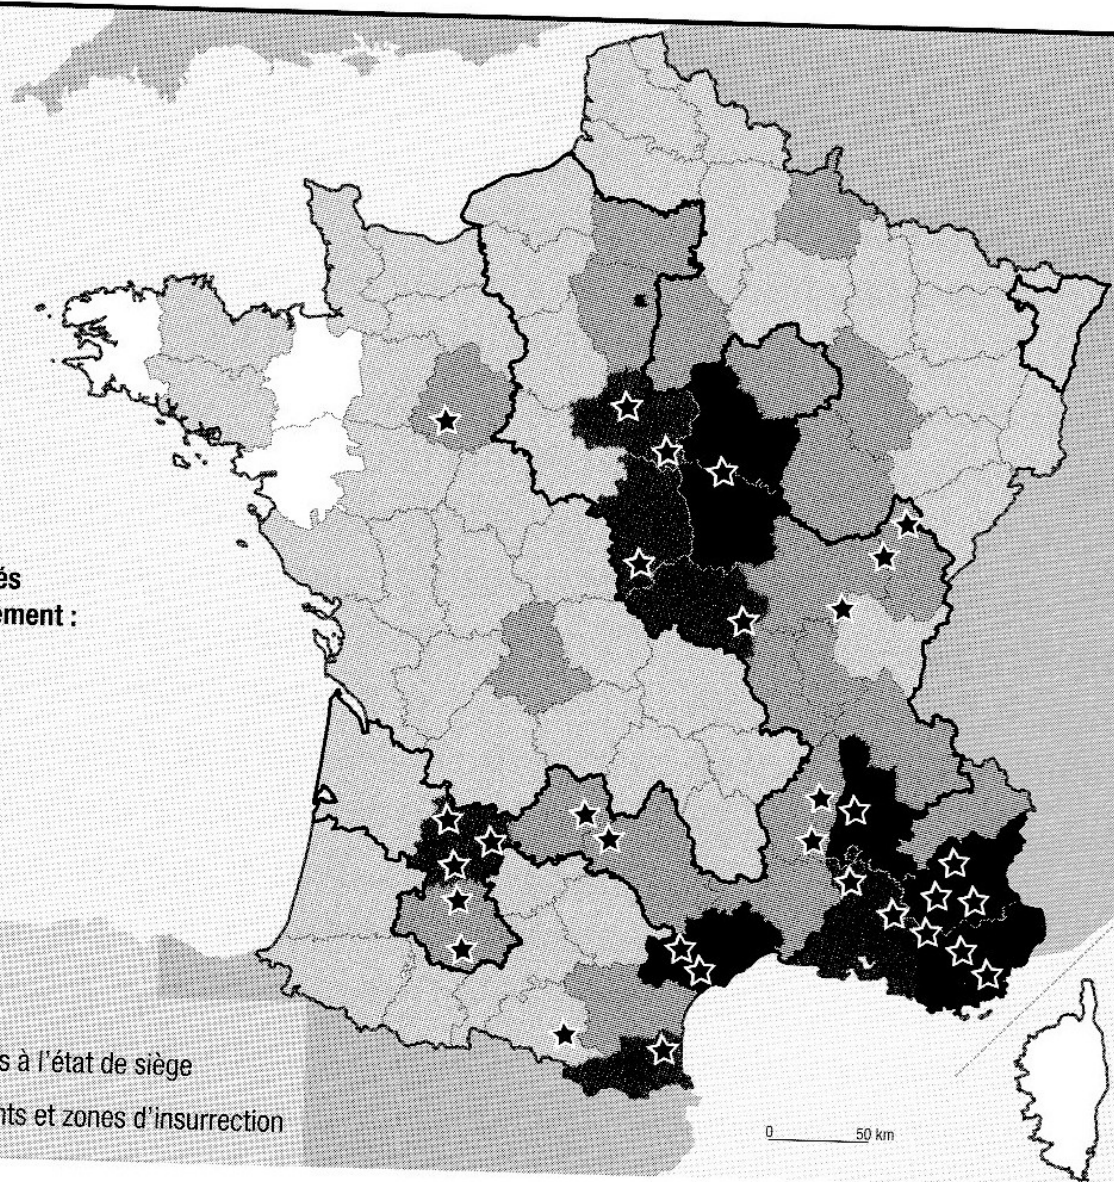 és
ement :
s à l'état de siège
nts et zones d'insurrection
0 50 km